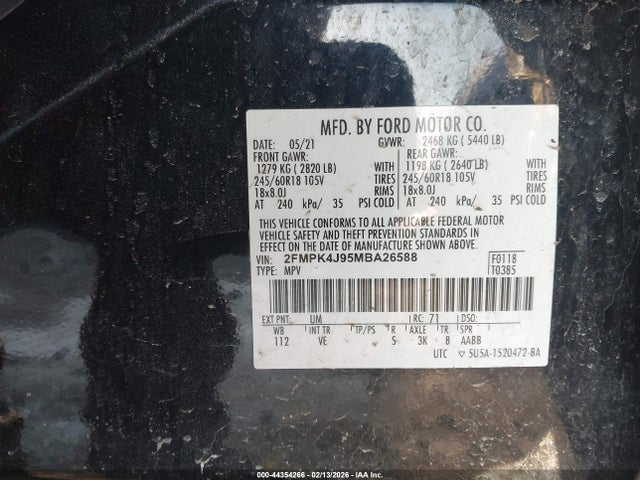 MFD. BY FORD MOTOR CO.
DATE: 05/21 GVWR: 2468 KG ( 5440 LB)
FRONT GAWR: REAR GAWR:
1279 KG ( 2820 LB) WITH 1198 KG ( 2640 LB) WITH
245/60R18 105V TIRES 245/60R18 105V TIRES
18x8.0J RIMS 18x8.0J RIMS
AT 240 kPa/ 35 PSI COLD AT 240 kPa/ 35 PSI COLD
THIS VEHICLE CONFORMS TO ALL APPLICABLE FEDERAL MOTOR
VEHICLE SAFETY AND THEFT PREVENTION STANDARDS IN
EFFECT ON THE DATE OF MANUFACTURE SHOWN ABOVE.
VIN: 2FMPK4J95MBA26588 F0118
TYPE: MPV T0385
EXT PNT: UM RC: 71 DSO:
WB INT TR TP/PS R AXLE TR SPR
112 VE 5 3K 8 AABB
UTC ▽ 5U5A-1520472-BA
000-44354266 - 02/13/2026 - IAA Inc.